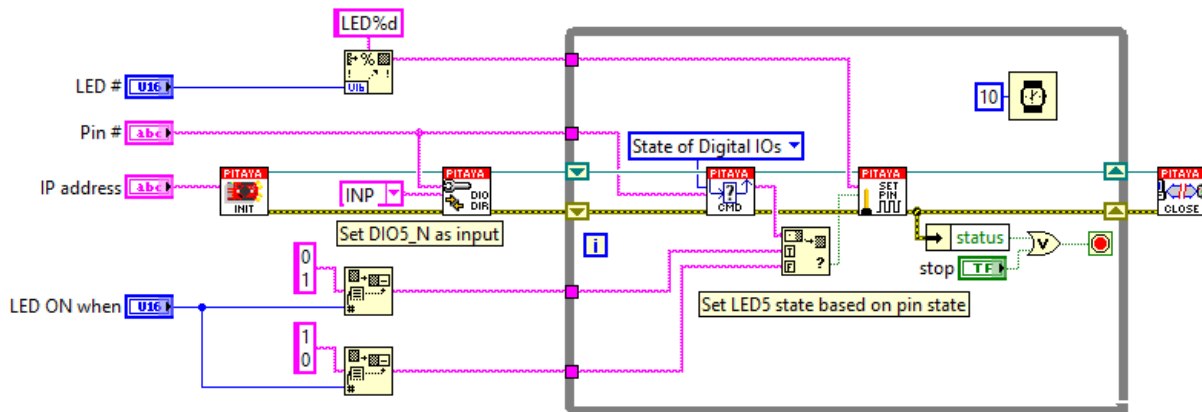 LED%d
LED #
U16
U16
10
Pin #
abc
State of Digital IOs
PITAYA
PITAYA
PITAYA
PITAYA
PITAYA
IP address
abc
INIT
INP
DIO
DIR
?
CMD
SET
PIN
CLOSE
Set DIO5_N as input
i
status
V
stop
TF
0
1
T
F
?
#
LED ON when
U16
Set LED5 state based on pin state
1
0
#